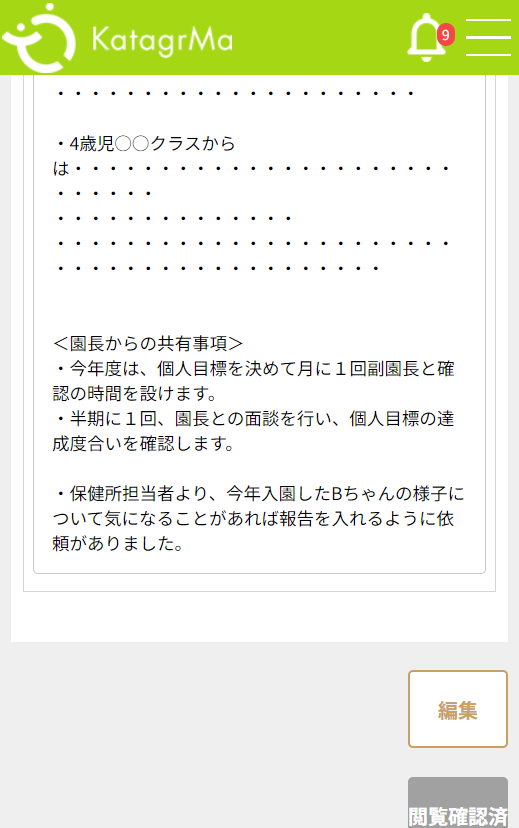 KatagrMa
9
・・・・・・・・・・・・・・・・・・・・・
・4歳児〇〇クラスから
は・・・・・・・・・・・・・・・・・・・・・・
・・・・・・
・・・・・・・・・・・・・・
・・・・・・・・・・・・・・・・・・・・・・・
・・・・・・・・・・・・・・・・・・・
＜園長からの共有事項＞
・今年度は、個人目標を決めて月に１回副園長と確
認の時間を設けます。
・半期に１回、園長との面談を行い、個人目標の達
成度合いを確認します。
・保健所担当者より、今年入園したBちゃんの様子に
ついて気になることがあれば報告を入れるように依
頼がありました。
編集
閲覧確認済